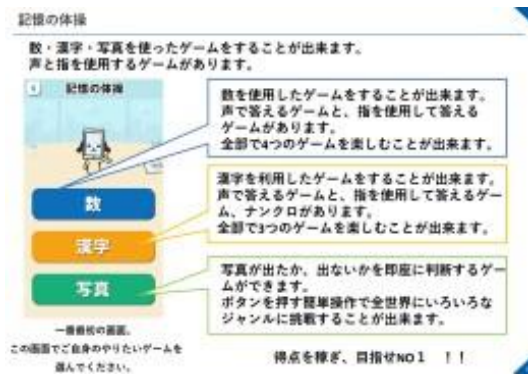 記憶の体操
数・漢字・写真を使ったゲームをすることが出来ます。
声と指を使用するゲームがあります。
記憶の体操
数
漢字
写真
一番最初の画面。
この画面でご自身のやりたいゲームを
選んでください。
数を使用したゲームをすることが出来ます。
声で答えるゲームと、指を使用して答える
ゲームがあります。
全部で4つのゲームを楽しむことが出来ます。
漢字を利用したゲームをすることが出来ます。
声で答えるゲームと、指を使用して答えるゲー
ム、ナンクロがあります。
全部で3つのゲームを楽しむことが出来ます。
写真が出たか、出ないかを即座に判断するゲー
ムができます。
ボタンを押す簡単操作で全世界にいろいろな
ジャンルに挑戦することが出来ます。
得点を稼ぎ、目指せNO１　！！